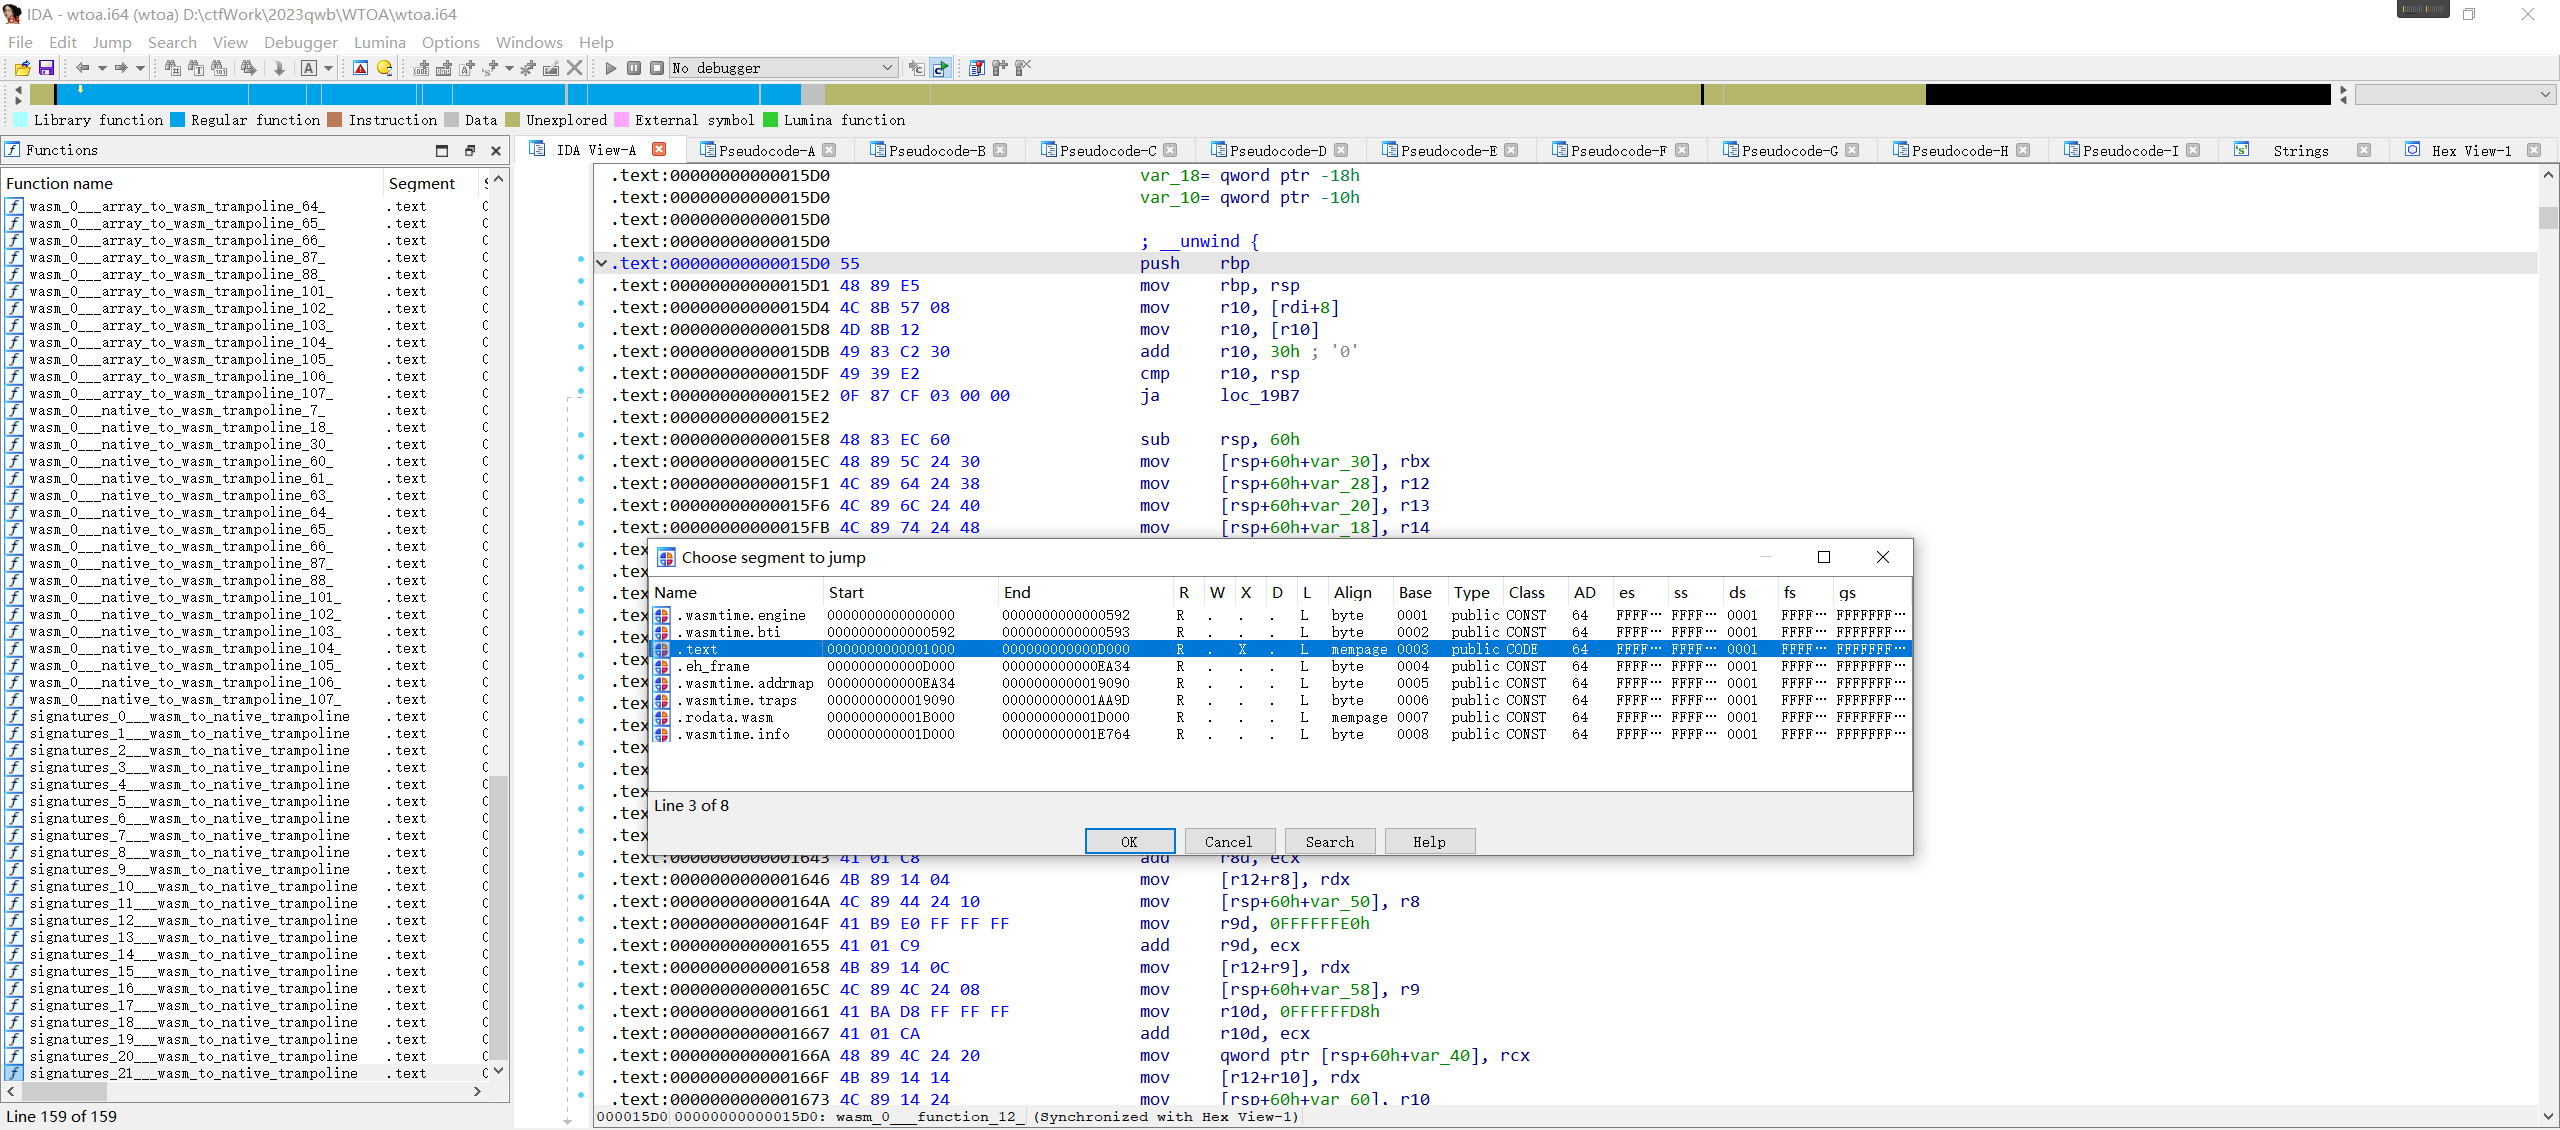 IDA - wtoa.i64 (wtoa) D:\ctfWork\2023qwb\WTOA\wtoa.i64
File Edit Jump Search View Debugger Lumina Options Windows Help
No debugger
Library function Regular function Instruction Data Unexplored External symbol Lumina function
Functions
IDA View-A Pseudocode-A Pseudocode-B Pseudocode-C Pseudocode-D Pseudocode-E Pseudocode-F Pseudocode-G Pseudocode-H Pseudocode-I Strings Hex View-1
Function name Segment
wasm_0___array_to_wasm_trampoline_64_ .text
wasm_0___array_to_wasm_trampoline_65_ .text
wasm_0___array_to_wasm_trampoline_66_ .text
wasm_0___array_to_wasm_trampoline_87_ .text
wasm_0___array_to_wasm_trampoline_88_ .text
wasm_0___array_to_wasm_trampoline_101_ .text
wasm_0___array_to_wasm_trampoline_102_ .text
wasm_0___array_to_wasm_trampoline_103_ .text
wasm_0___array_to_wasm_trampoline_104_ .text
wasm_0___array_to_wasm_trampoline_105_ .text
wasm_0___array_to_wasm_trampoline_106_ .text
wasm_0___array_to_wasm_trampoline_107_ .text
wasm_0___native_to_wasm_trampoline_7_ .text
wasm_0___native_to_wasm_trampoline_18_ .text
wasm_0___native_to_wasm_trampoline_30_ .text
wasm_0___native_to_wasm_trampoline_60_ .text
wasm_0___native_to_wasm_trampoline_61_ .text
wasm_0___native_to_wasm_trampoline_63_ .text
wasm_0___native_to_wasm_trampoline_64_ .text
wasm_0___native_to_wasm_trampoline_65_ .text
wasm_0___native_to_wasm_trampoline_66_ .text
wasm_0___native_to_wasm_trampoline_87_ .text
wasm_0___native_to_wasm_trampoline_88_ .text
wasm_0___native_to_wasm_trampoline_101_ .text
wasm_0___native_to_wasm_trampoline_102_ .text
wasm_0___native_to_wasm_trampoline_103_ .text
wasm_0___native_to_wasm_trampoline_104_ .text
wasm_0___native_to_wasm_trampoline_105_ .text
wasm_0___native_to_wasm_trampoline_106_ .text
wasm_0___native_to_wasm_trampoline_107_ .text
signatures_0___wasm_to_native_trampoline .text
signatures_1___wasm_to_native_trampoline .text
signatures_2___wasm_to_native_trampoline .text
signatures_3___wasm_to_native_trampoline .text
signatures_4___wasm_to_native_trampoline .text
signatures_5___wasm_to_native_trampoline .text
signatures_6___wasm_to_native_trampoline .text
signatures_7___wasm_to_native_trampoline .text
signatures_8___wasm_to_native_trampoline .text
signatures_9___wasm_to_native_trampoline .text
signatures_10___wasm_to_native_trampoline .text
signatures_11___wasm_to_native_trampoline .text
signatures_12___wasm_to_native_trampoline .text
signatures_13___wasm_to_native_trampoline .text
signatures_14___wasm_to_native_trampoline .text
signatures_15___wasm_to_native_trampoline .text
signatures_16___wasm_to_native_trampoline .text
signatures_17___wasm_to_native_trampoline .text
signatures_18___wasm_to_native_trampoline .text
signatures_19___wasm_to_native_trampoline .text
signatures_20___wasm_to_native_trampoline .text
signatures_21___wasm_to_native_trampoline .text
Line 159 of 159
.text:00000000000015D0 var_18= qword ptr -18h
.text:00000000000015D0 var_10= qword ptr -10h
.text:00000000000015D0
.text:00000000000015D0 ; __unwind {
.text:00000000000015D0 55 push rbp
.text:00000000000015D1 48 89 E5 mov rbp, rsp
.text:00000000000015D4 4C 8B 57 08 mov r10, [rdi+8]
.text:00000000000015D8 4D 8B 12 mov r10, [r10]
.text:00000000000015DB 49 83 C2 30 add r10, 30h ; '0'
.text:00000000000015DF 49 39 E2 cmp r10, rsp
.text:00000000000015E2 0F 87 CF 03 00 00 ja loc_19B7
.text:00000000000015E2
.text:00000000000015E8 48 83 EC 60 sub rsp, 60h
.text:00000000000015EC 48 89 5C 24 30 mov [rsp+60h+var_30], rbx
.text:00000000000015F1 4C 89 64 24 38 mov [rsp+60h+var_28], r12
.text:00000000000015F6 4C 89 6C 24 40 mov [rsp+60h+var_20], r13
.text:00000000000015FB 4C 89 74 24 48 mov [rsp+60h+var_18], r14
Choose segment to jump
Name Start End R W X D L Align Base Type Class AD es ss ds fs gs
.wasmtime.engine 0000000000000000 0000000000000592 R . . . L byte 0001 public CONST 64 FFFF… FFFF… 0001 FFFF… FFFFFFF…
.wasmtime.bti 0000000000000592 0000000000000593 R . . . L byte 0002 public CONST 64 FFFF… FFFF… 0001 FFFF… FFFFFFF…
.text 0000000000001000 000000000000D000 R . X . L mempage 0003 public CODE 64 FFFF… FFFF… 0001 FFFF… FFFFFFF…
.eh_frame 000000000000D000 000000000000EA34 R . . . L byte 0004 public CONST 64 FFFF… FFFF… 0001 FFFF… FFFFFFF…
.wasmtime.addrmap 000000000000EA34 0000000000019090 R . . . L byte 0005 public CONST 64 FFFF… FFFF… 0001 FFFF… FFFFFFF…
.wasmtime.traps 0000000000019090 000000000001AA9D R . . . L byte 0006 public CONST 64 FFFF… FFFF… 0001 FFFF… FFFFFFF…
.rodata.wasm 000000000001B000 000000000001D000 R . . . L mempage 0007 public CONST 64 FFFF… FFFF… 0001 FFFF… FFFFFFF…
.wasmtime.info 000000000001D000 000000000001E764 R . . . L byte 0008 public CONST 64 FFFF… FFFF… 0001 FFFF… FFFFFFF…
Line 3 of 8
OK Cancel Search Help
.text:0000000000001643 41 01 C8 add r8d, ecx
.text:0000000000001646 4B 89 14 04 mov [r12+r8], rdx
.text:000000000000164A 4C 89 44 24 10 mov [rsp+60h+var_50], r8
.text:000000000000164F 41 B9 E0 FF FF FF mov r9d, 0FFFFFFE0h
.text:0000000000001655 41 01 C9 add r9d, ecx
.text:0000000000001658 4B 89 14 0C mov [r12+r9], rdx
.text:000000000000165C 4C 89 4C 24 08 mov [rsp+60h+var_58], r9
.text:0000000000001661 41 BA D8 FF FF FF mov r10d, 0FFFFFFD8h
.text:0000000000001667 41 01 CA add r10d, ecx
.text:000000000000166A 48 89 4C 24 20 mov qword ptr [rsp+60h+var_40], rcx
.text:000000000000166F 4B 89 14 14 mov [r12+r10], rdx
.text:0000000000001673 4C 89 14 24 mov [rsp+60h+var_60], r10
000015D0 00000000000015D0: wasm_0___function_12_ (Synchronized with Hex View-1)